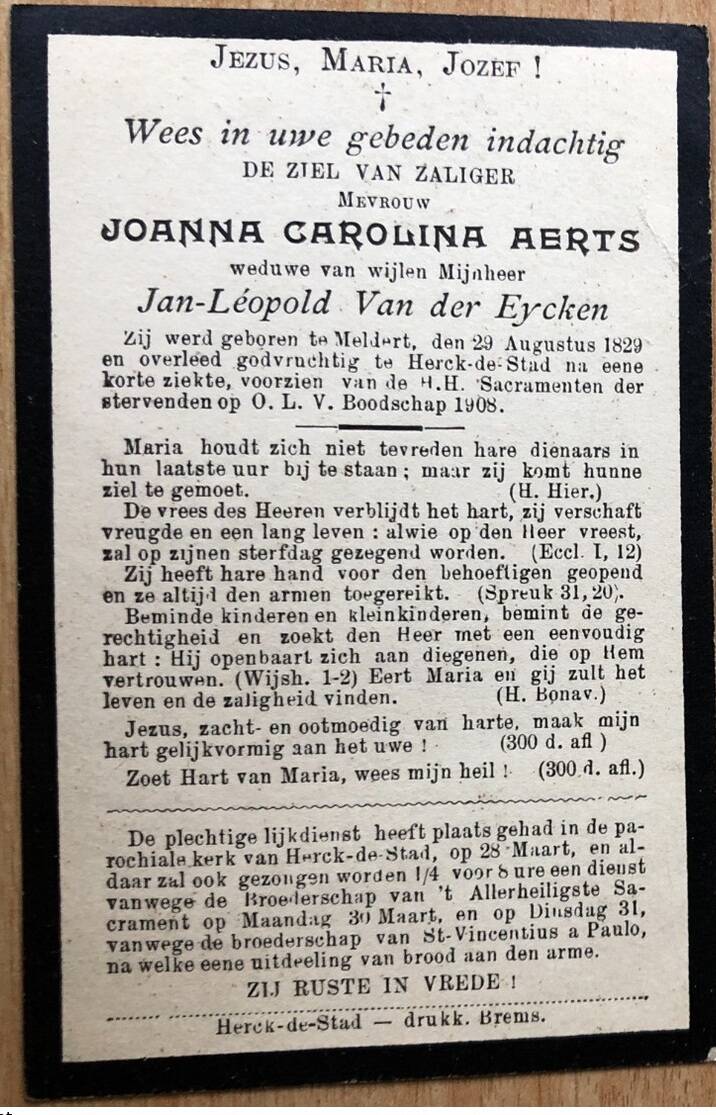 JEZUS, MARIA, JOZEF !
†
Wees in uwe gebeden indachtig
DE ZIEL VAN ZALIGER
MEVROUW
JOANNA CAROLINA AERTS
weduwe van wijlen Mijnheer
Jan-Léopold Van der Eycken
Zij werd geboren te Meldert, den 29 Augustus 1829
en overleed godvruchtig te Herck-de-Stad na eene
korte ziekte, voorzien van de H.H. Sacramenten der
stervenden op O. L. V. Boodschap 1908.
Maria houdt zich niet tevreden hare dienaars in
hun laatste uur bij te staan ; maar zij komt hunne
ziel te gemoet. (H. Hier.)
De vrees des Heeren verblijdt het hart, zij verschaft
vreugde en een lang leven : alwie op den Heer vreest,
zal op zijnen sterfdag gezegend worden. (Eccl. I, 12)
Zij heeft hare hand voor den behoeftigen geopend
en ze altijd den armen toegereikt. (Spreuk 31, 20).
Beminde kinderen en kleinkinderen, bemint de ge-
rechtigheid en zoekt den Heer met een eenvoudig
hart : Hij openbaart zich aan diegenen, die op Hem
vertrouwen. (Wijsh. 1-2) Eert Maria en gij zult het
leven en de zaligheid vinden. (H. Bonav.)
Jezus, zacht- en ootmoedig van harte, maak mijn
hart gelijkvormig aan het uwe ! (300 d. afl )
Zoet Hart van Maria, wees mijn heil ! (300 d. afl.)
De plechtige lijkdienst heeft plaats gehad in de pa-
rochiale kerk van Herck-de-Stad, op 28 Maart, en al-
daar zal ook gezongen worden 1/4 voor 8 ure een dienst
vanwege de Broederschap van 't Allerheiligste Sa-
crament op Maandag 30 Maart, en op Dinsdag 31,
vanwege de broederschap van St-Vincentius a Paulo,
na welke eene uitdeeling van brood aan den arme.
ZIJ RUSTE IN VREDE !
Herck-de-Stad — drukk. Brems.